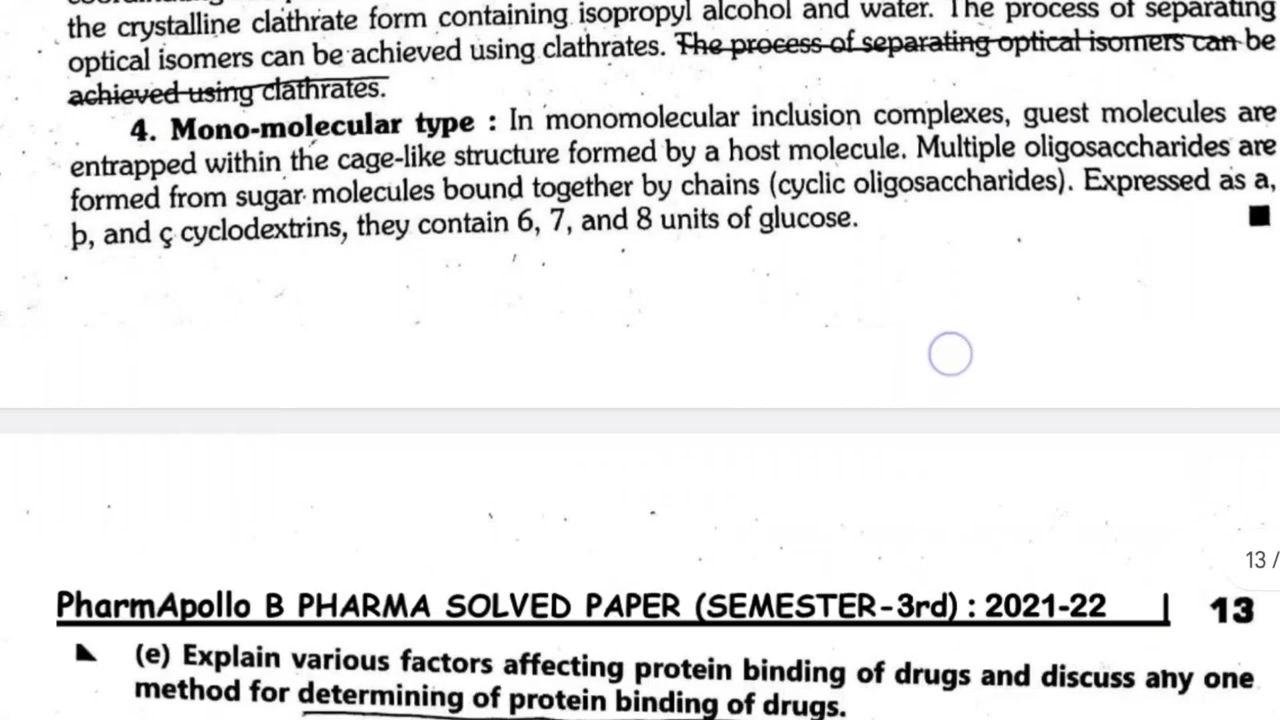 the crystalline clathrate form containing isopropyl alcohol and water. The process of separating
optical isomers can be achieved using clathrates. The process of separating optical isomers can be
achieved using clathrates.
4. Mono-molecular type : In monomolecular inclusion complexes, guest molecules are
entrapped within the cage-like structure formed by a host molecule. Multiple oligosaccharides are
formed from sugar molecules bound together by chains (cyclic oligosaccharides). Expressed as a,
þ, and ç cyclodextrins, they contain 6, 7, and 8 units of glucose.
13 /
PharmApollo B PHARMA SOLVED PAPER (SEMESTER-3rd) : 2021-22 | 13
(e) Explain various factors affecting protein binding of drugs and discuss any one
method for determining of protein binding of drugs.